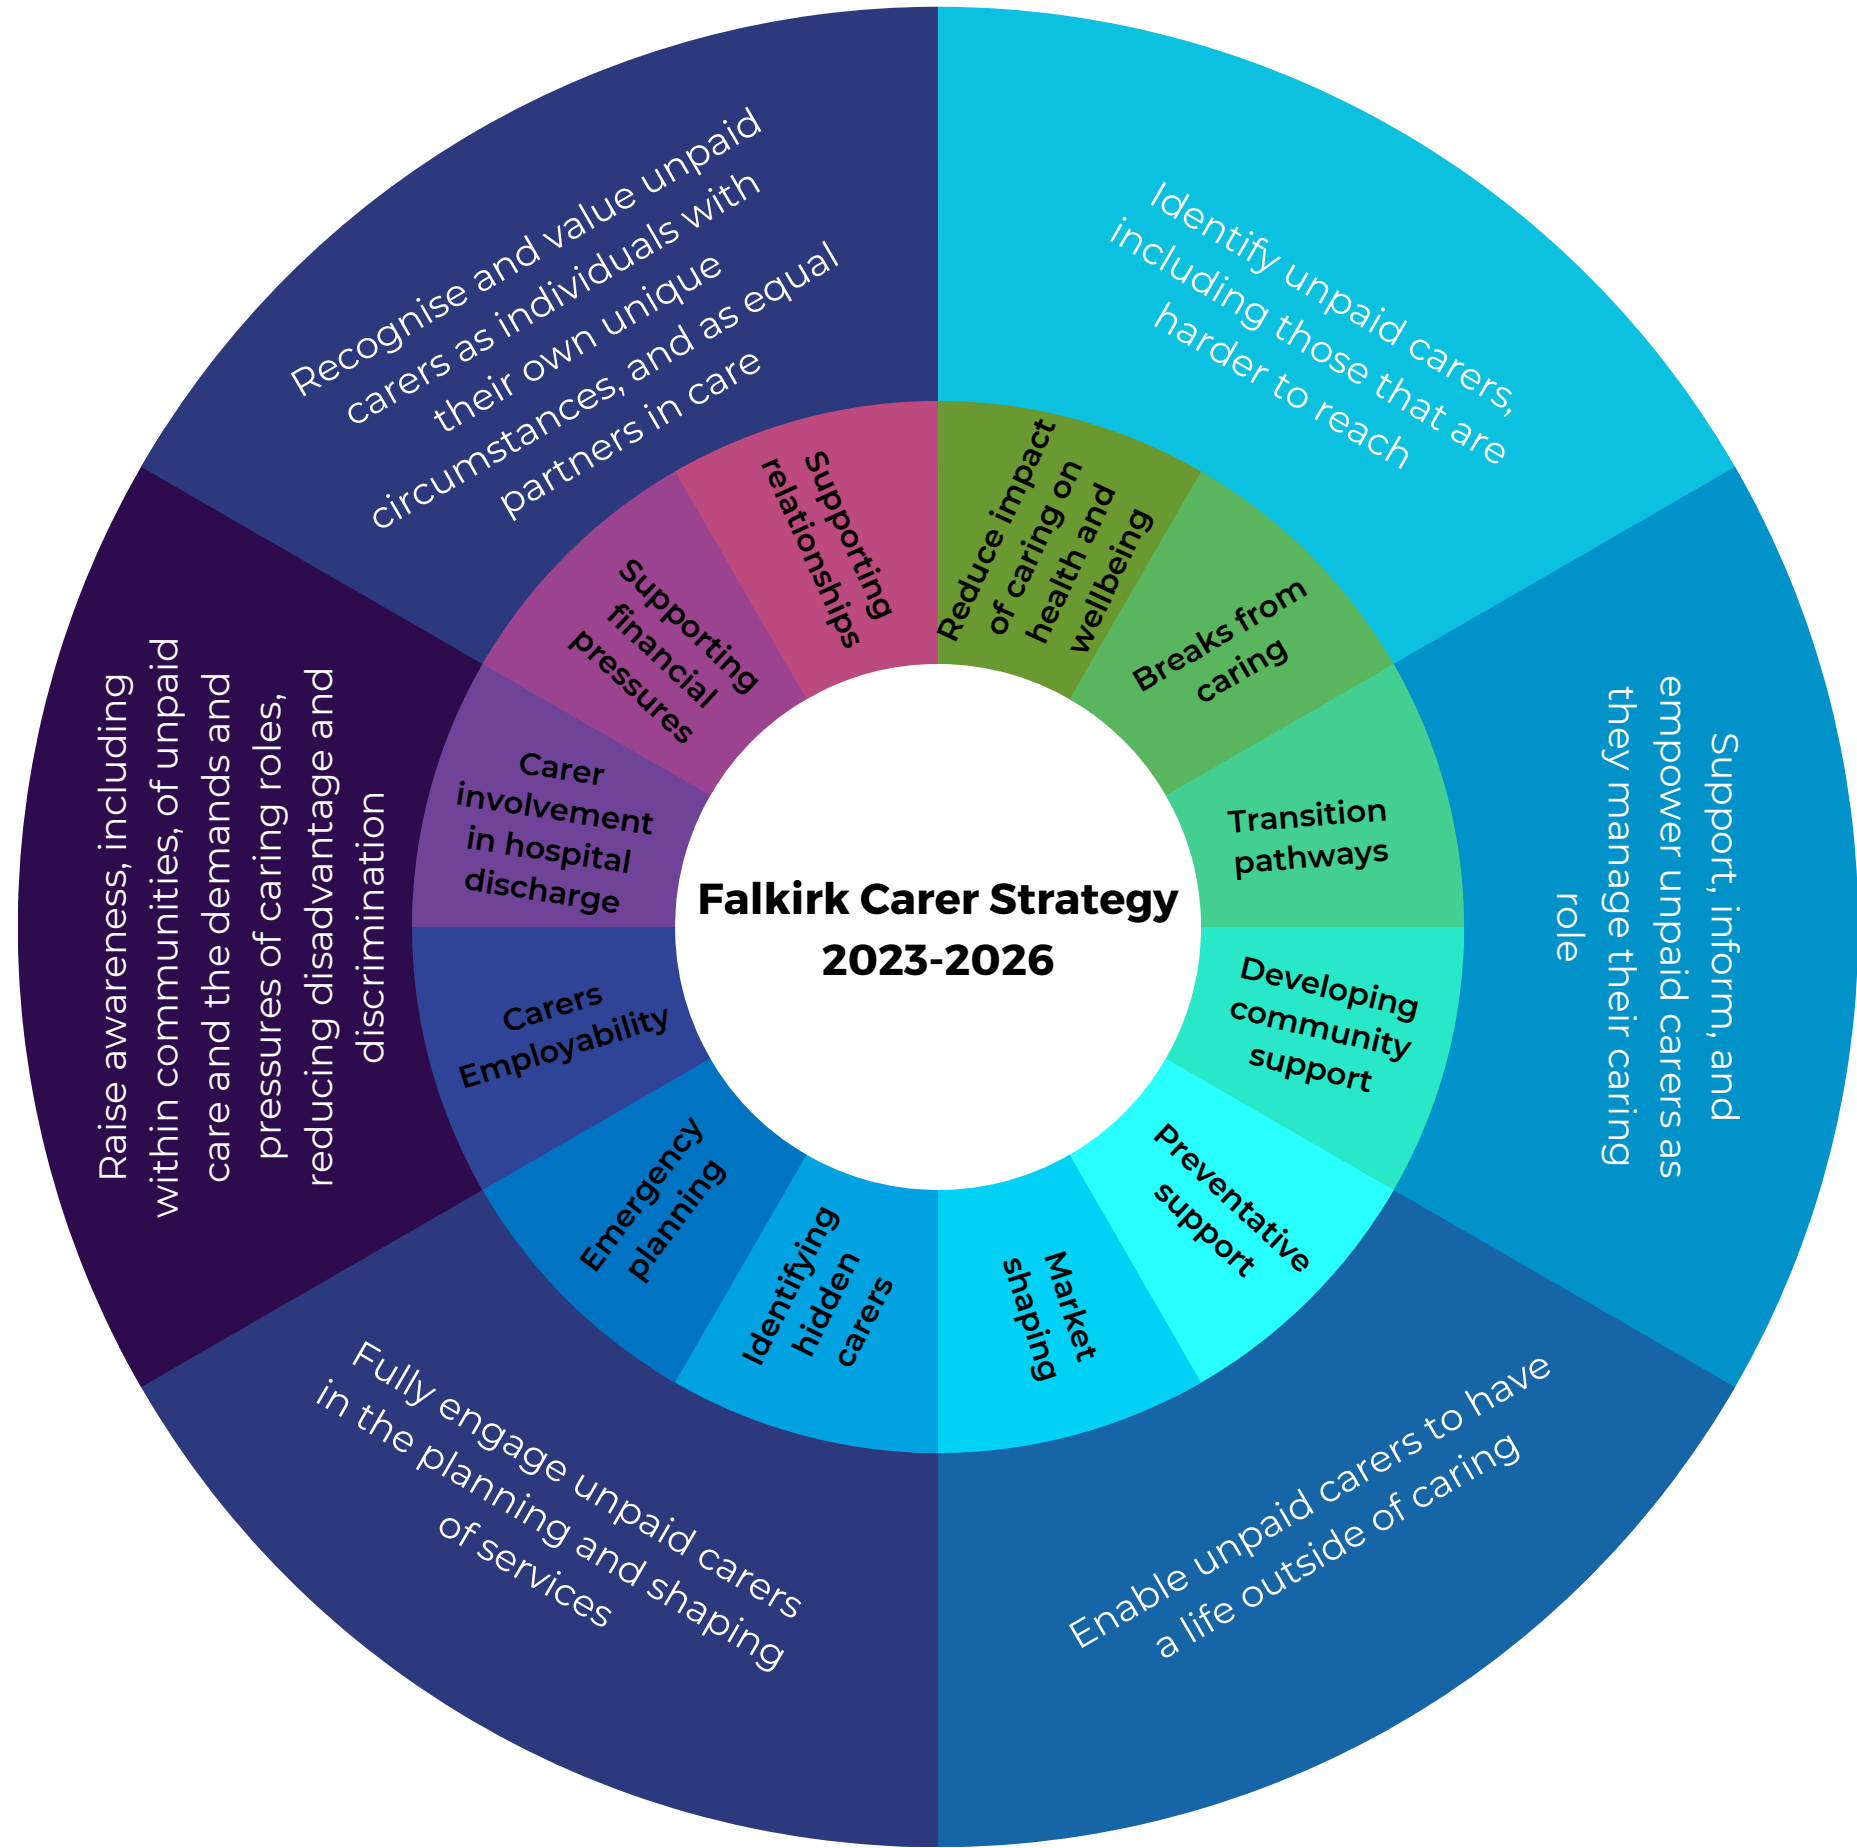 Falkirk Carer Strategy
2023-2026
Identify unpaid carers,
including those that are
harder to reach
Support, inform, and
empower unpaid carers as
they manage their caring
role
Enable unpaid carers to have
a life outside of caring
Fully engage unpaid carers
in the planning and shaping
of services
Raise awareness, including
within communities, of unpaid
care and the demands and
pressures of caring roles,
reducing disadvantage and
discrimination
Recognise and value unpaid
carers as individuals with
their own unique
circumstances, and as equal
partners in care
Reduce impact
of caring on
health and
wellbeing
Breaks from
caring
Transition
pathways
Developing
community
support
Preventative
support
Market
shaping
Identifying
hidden
carers
Emergency
planning
Carers
Employability
Carer
involvement
in hospital
discharge
Supporting
financial
pressures
Supporting
relationships